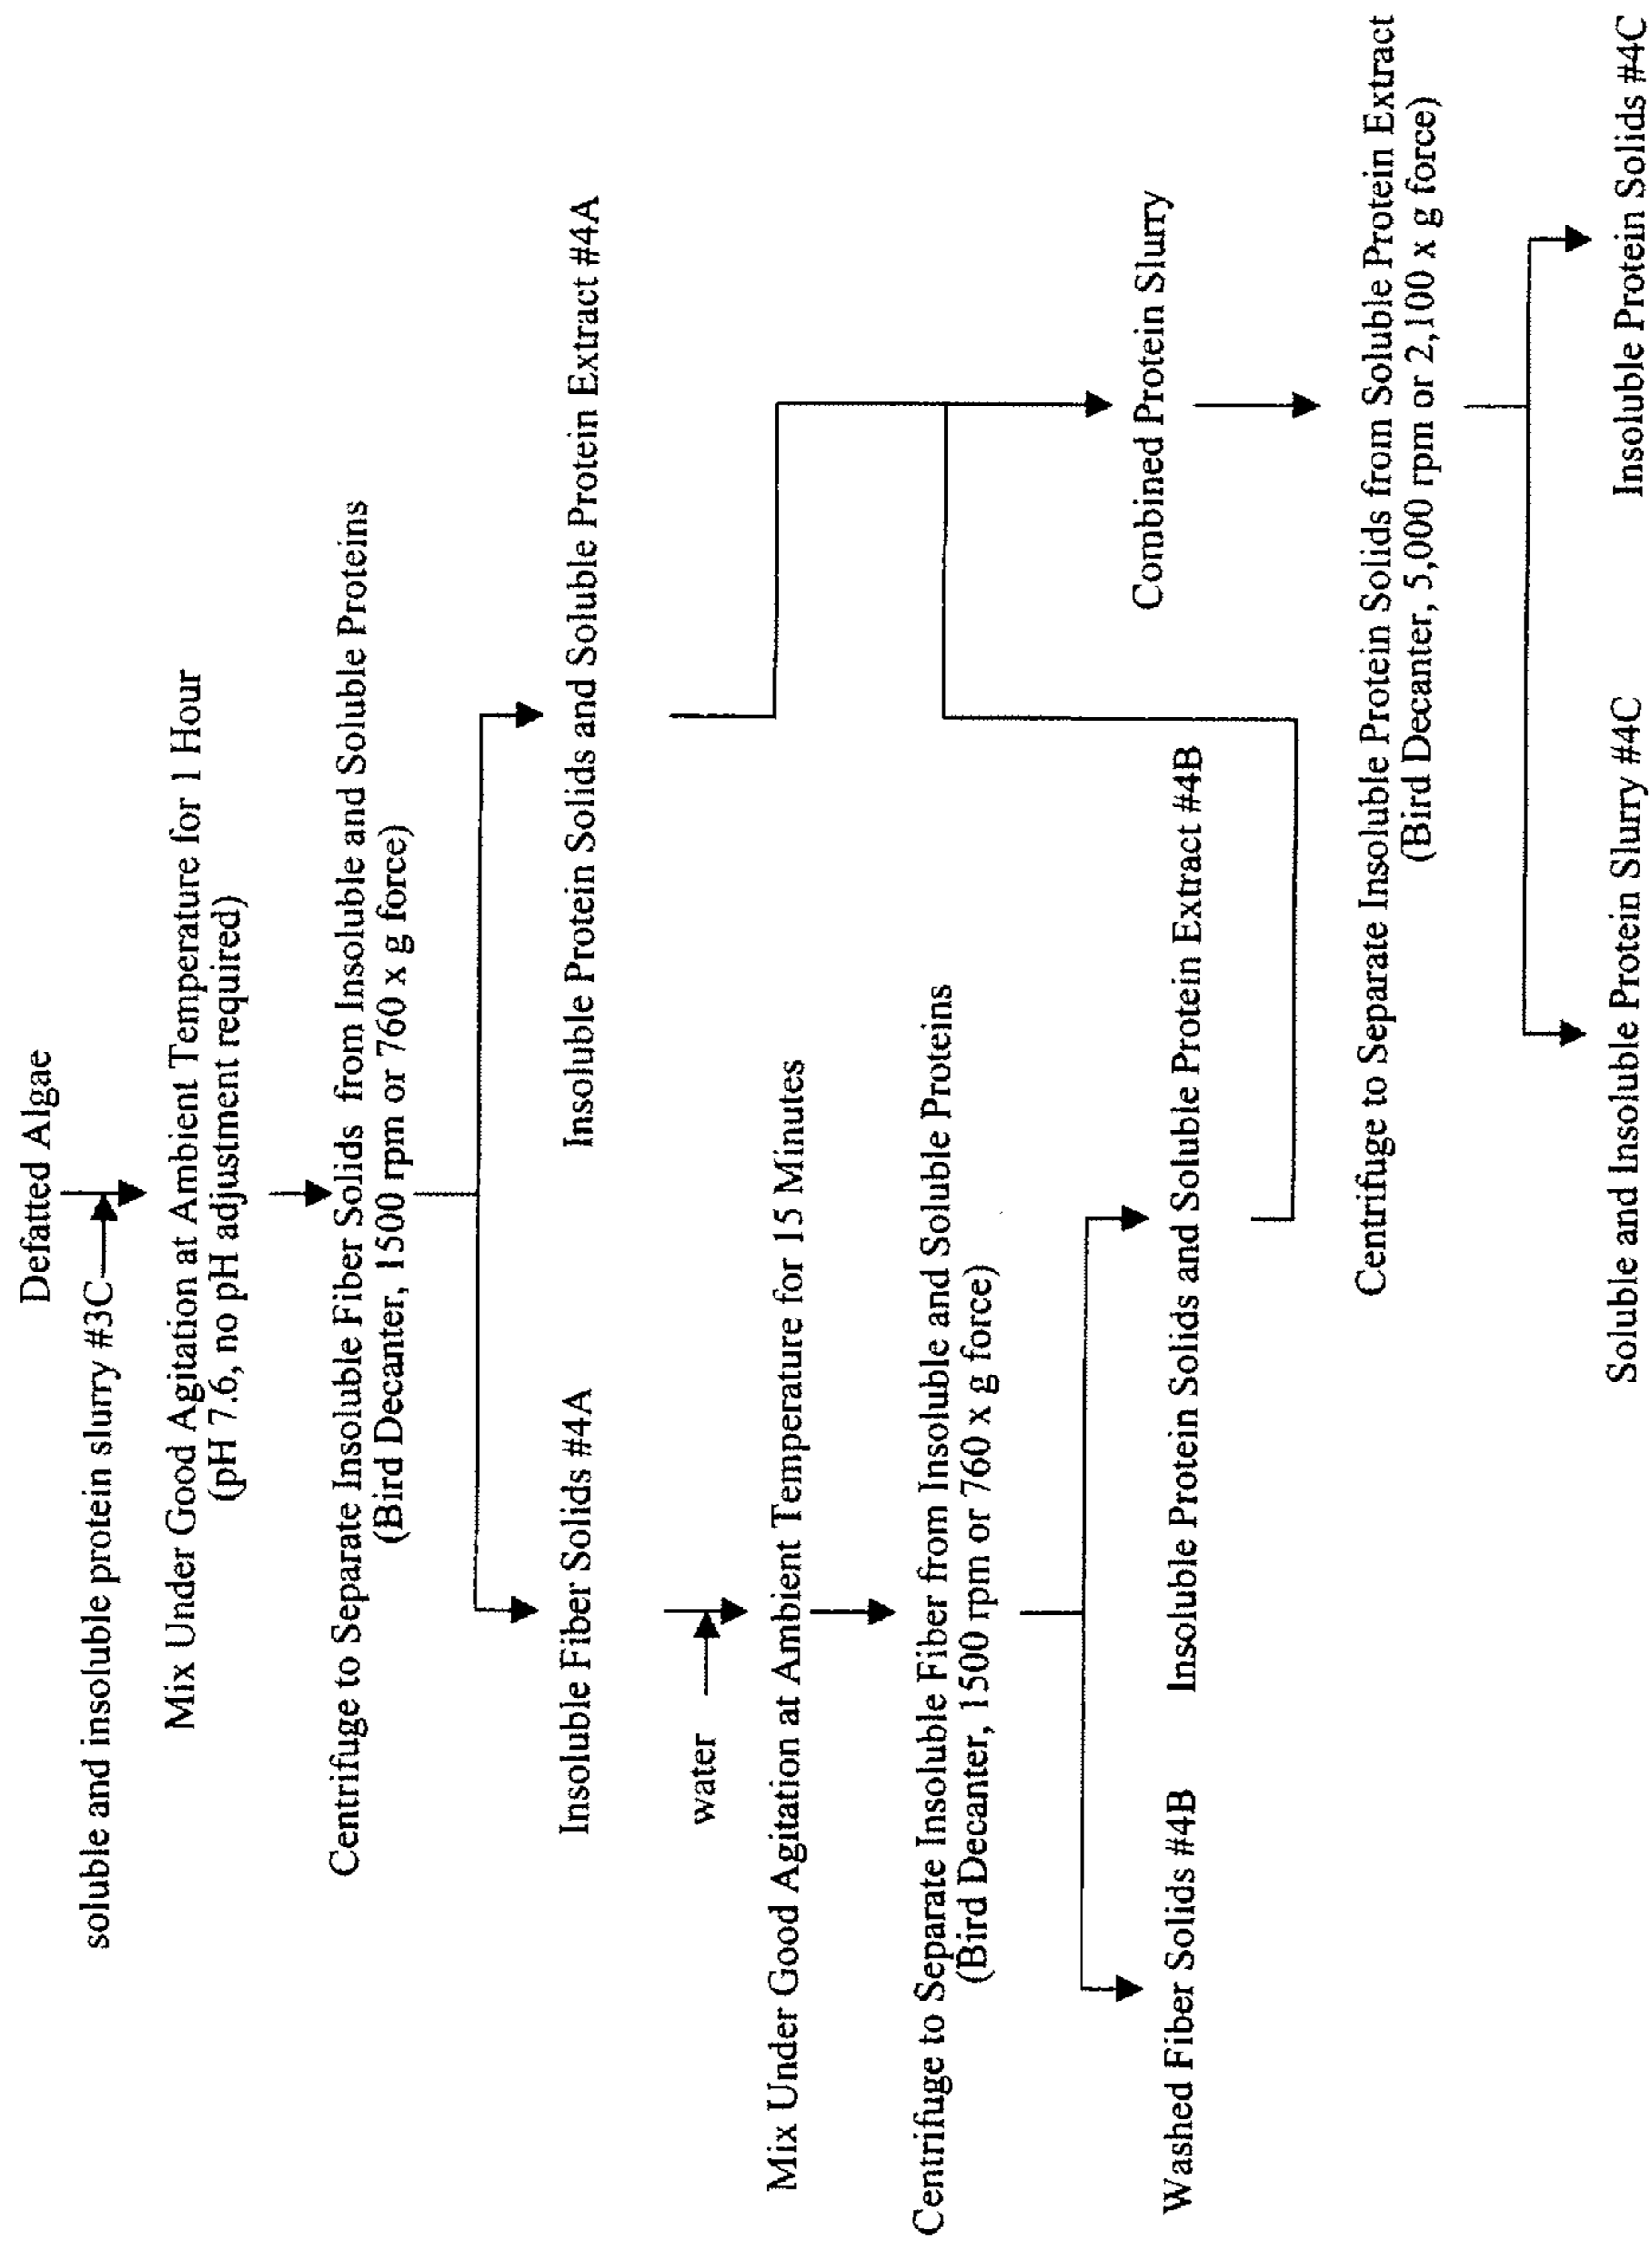 Defatted Algae
soluble and insoluble protein slurry #3C
Mix Under Good Agitation at Ambient Temperature for 1 Hour
(pH 7.6, no pH adjustment required)
Centrifuge to Separate Insoluble Fiber Solids from Insoluble and Soluble Proteins
(Bird Decanter, 1500 rpm or 760 x g force)
Insoluble Fiber Solids #4A
Insoluble Protein Solids and Soluble Protein Extract #4A
water
Mix Under Good Agitation at Ambient Temperature for 15 Minutes
Centrifuge to Separate Insoluble Fiber from Insoluble and Soluble Proteins
(Bird Decanter, 1500 rpm or 760 x g force)
Washed Fiber Solids #4B
Insoluble Protein Solids and Soluble Protein Extract #4B
Combined Protein Slurry
Centrifuge to Separate Insoluble Protein Solids from Soluble Protein Extract
(Bird Decanter, 5,000 rpm or 2,100 x g force)
Soluble and Insoluble Protein Slurry #4C
Insoluble Protein Solids #4C